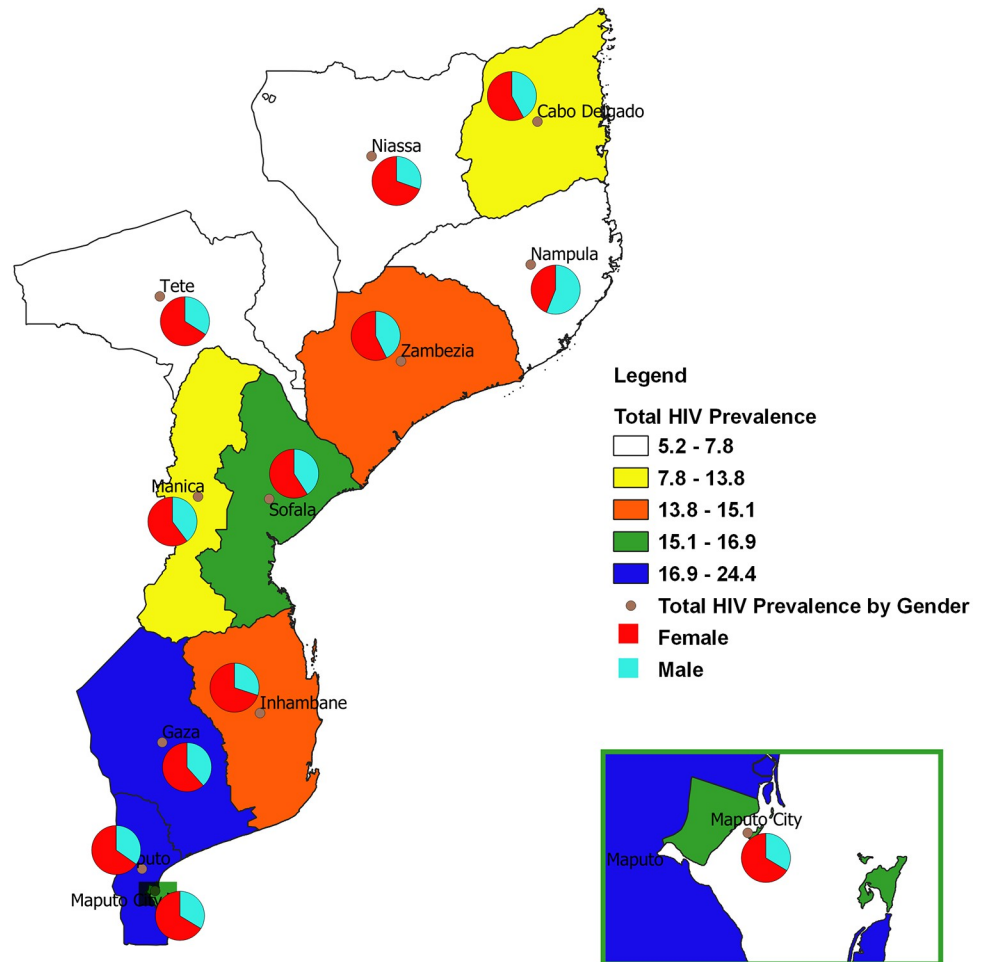 Cabo Delgado
Niassa
Nampula
Tete
Zambezia
Manica
Sofala
Inhambane
Gaza
Maputo City
Legend
Total HIV Prevalence
5.2 - 7.8
7.8 - 13.8
13.8 - 15.1
15.1 - 16.9
16.9 - 24.4
Total HIV Prevalence by Gender
Female
Male
Maputo City
Maputo